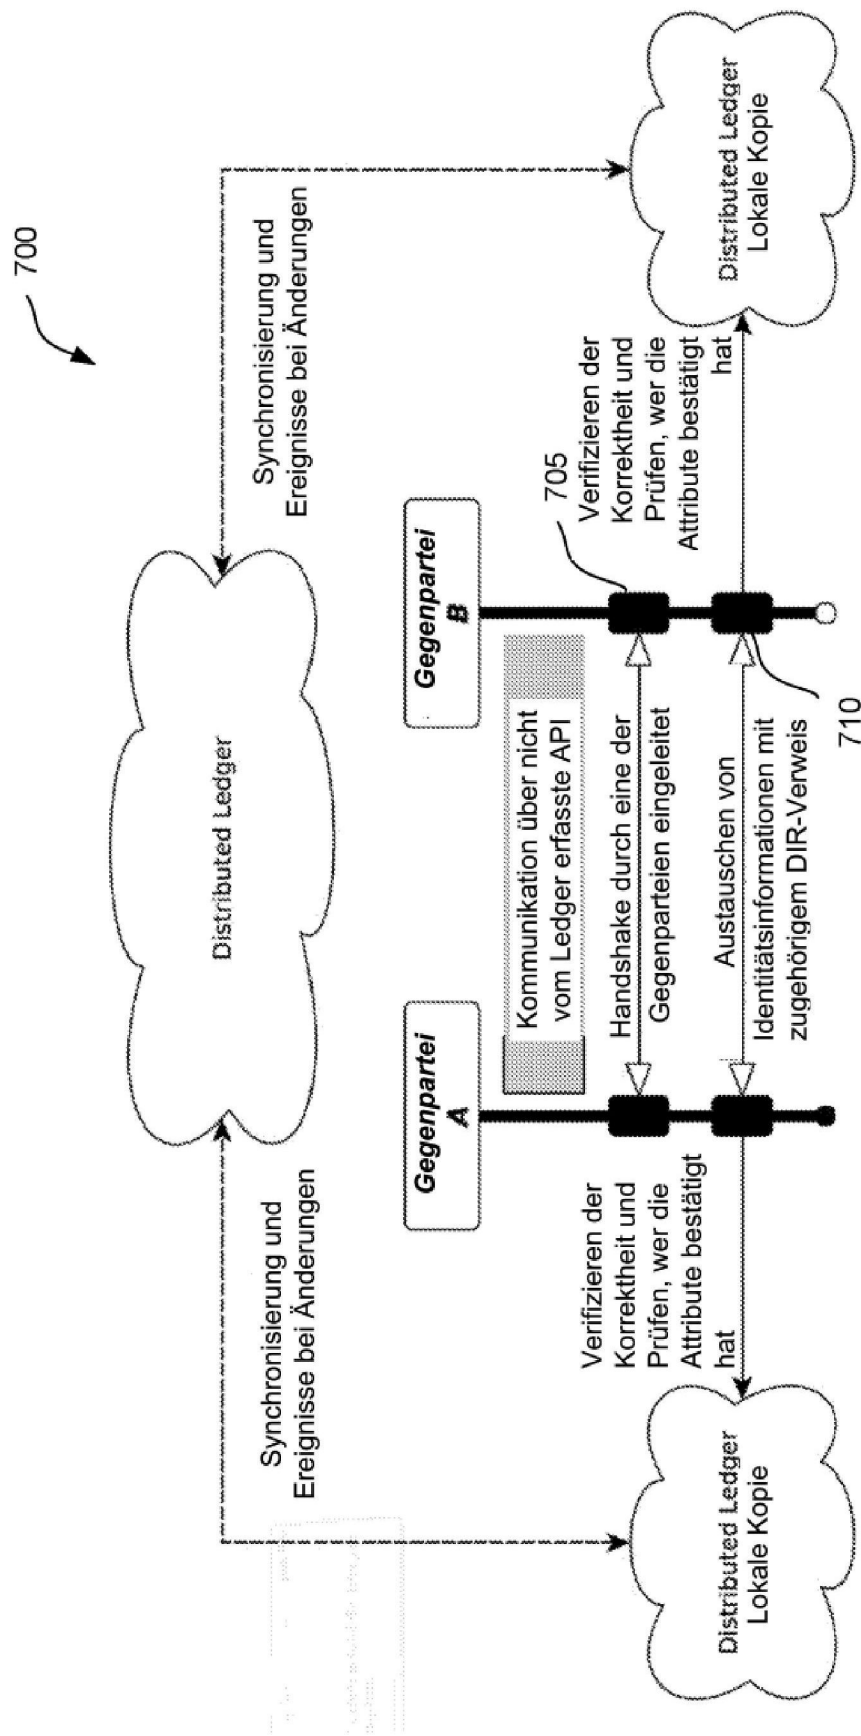 700
Distributed Ledger
Synchronisierung und
Ereignisse bei Änderungen
Synchronisierung und
Ereignisse bei Änderungen
Gegenpartei
A
Gegenpartei
B
Kommunikation über nicht
vom Ledger erfasste API
705
Handshake durch eine der
Gegenparteien eingeleitet
Verifizieren der
Korrektheit und
Prüfen, wer die
Attribute bestätigt
hat
Verifizieren der
Korrektheit und
Prüfen, wer die
Attribute bestätigt
hat
Austauschen von
Identitätsinformationen mit
zugehörigem DIR-Verweis
710
Distributed Ledger
Lokale Kopie
Distributed Ledger
Lokale Kopie